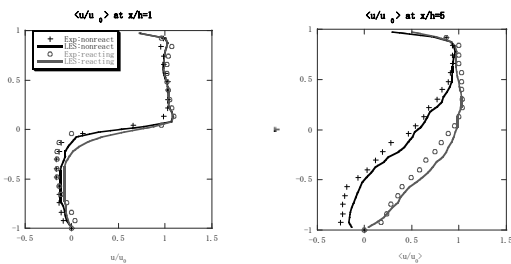 <u/u0> at x/h=1
Exp:nonreact
LES:nonreact
Exp:reacting
LES:reacting
1
0.5
0
-0.5
-1
-0.5 0 0.5 1 1.5
u/u0
<u/u0> at x/h=5
1
0.5
0
-0.5
-1
-0.5 0 0.5 1 1.5
<u/u0>